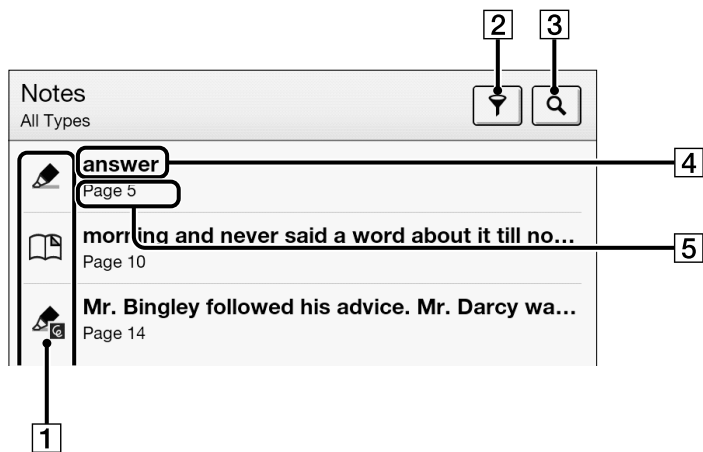 2 3
Notes
All Types
answer
4
Page 5
morning and never said a word about it till no...
5
Page 10
Mr. Bingley followed his advice. Mr. Darcy wa...
Page 14
1